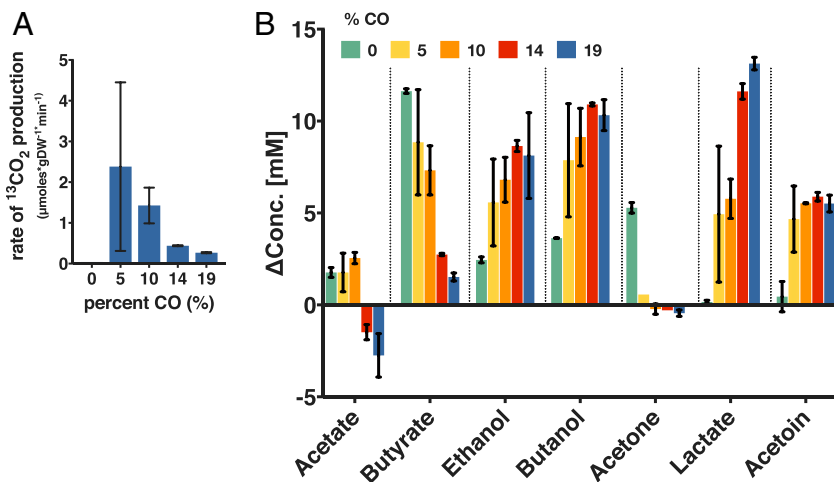 A
rate of ¹³CO₂ production
(μmoles*gDW⁻¹*min⁻¹)
5
4
3
2
1
0
0 5 10 14 19
percent CO (%)
B
% CO
0 5 10 14 19
ΔConc. [mM]
15
10
5
0
-5
Acetate
Butyrate
Ethanol
Butanol
Acetone
Lactate
Acetoin